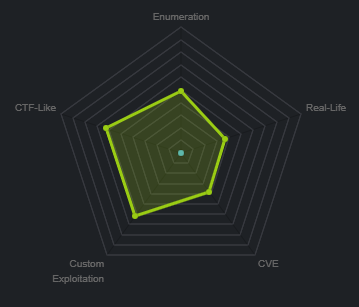 Enumeration
CTF-Like
Real-Life
Custom
Exploitation
CVE